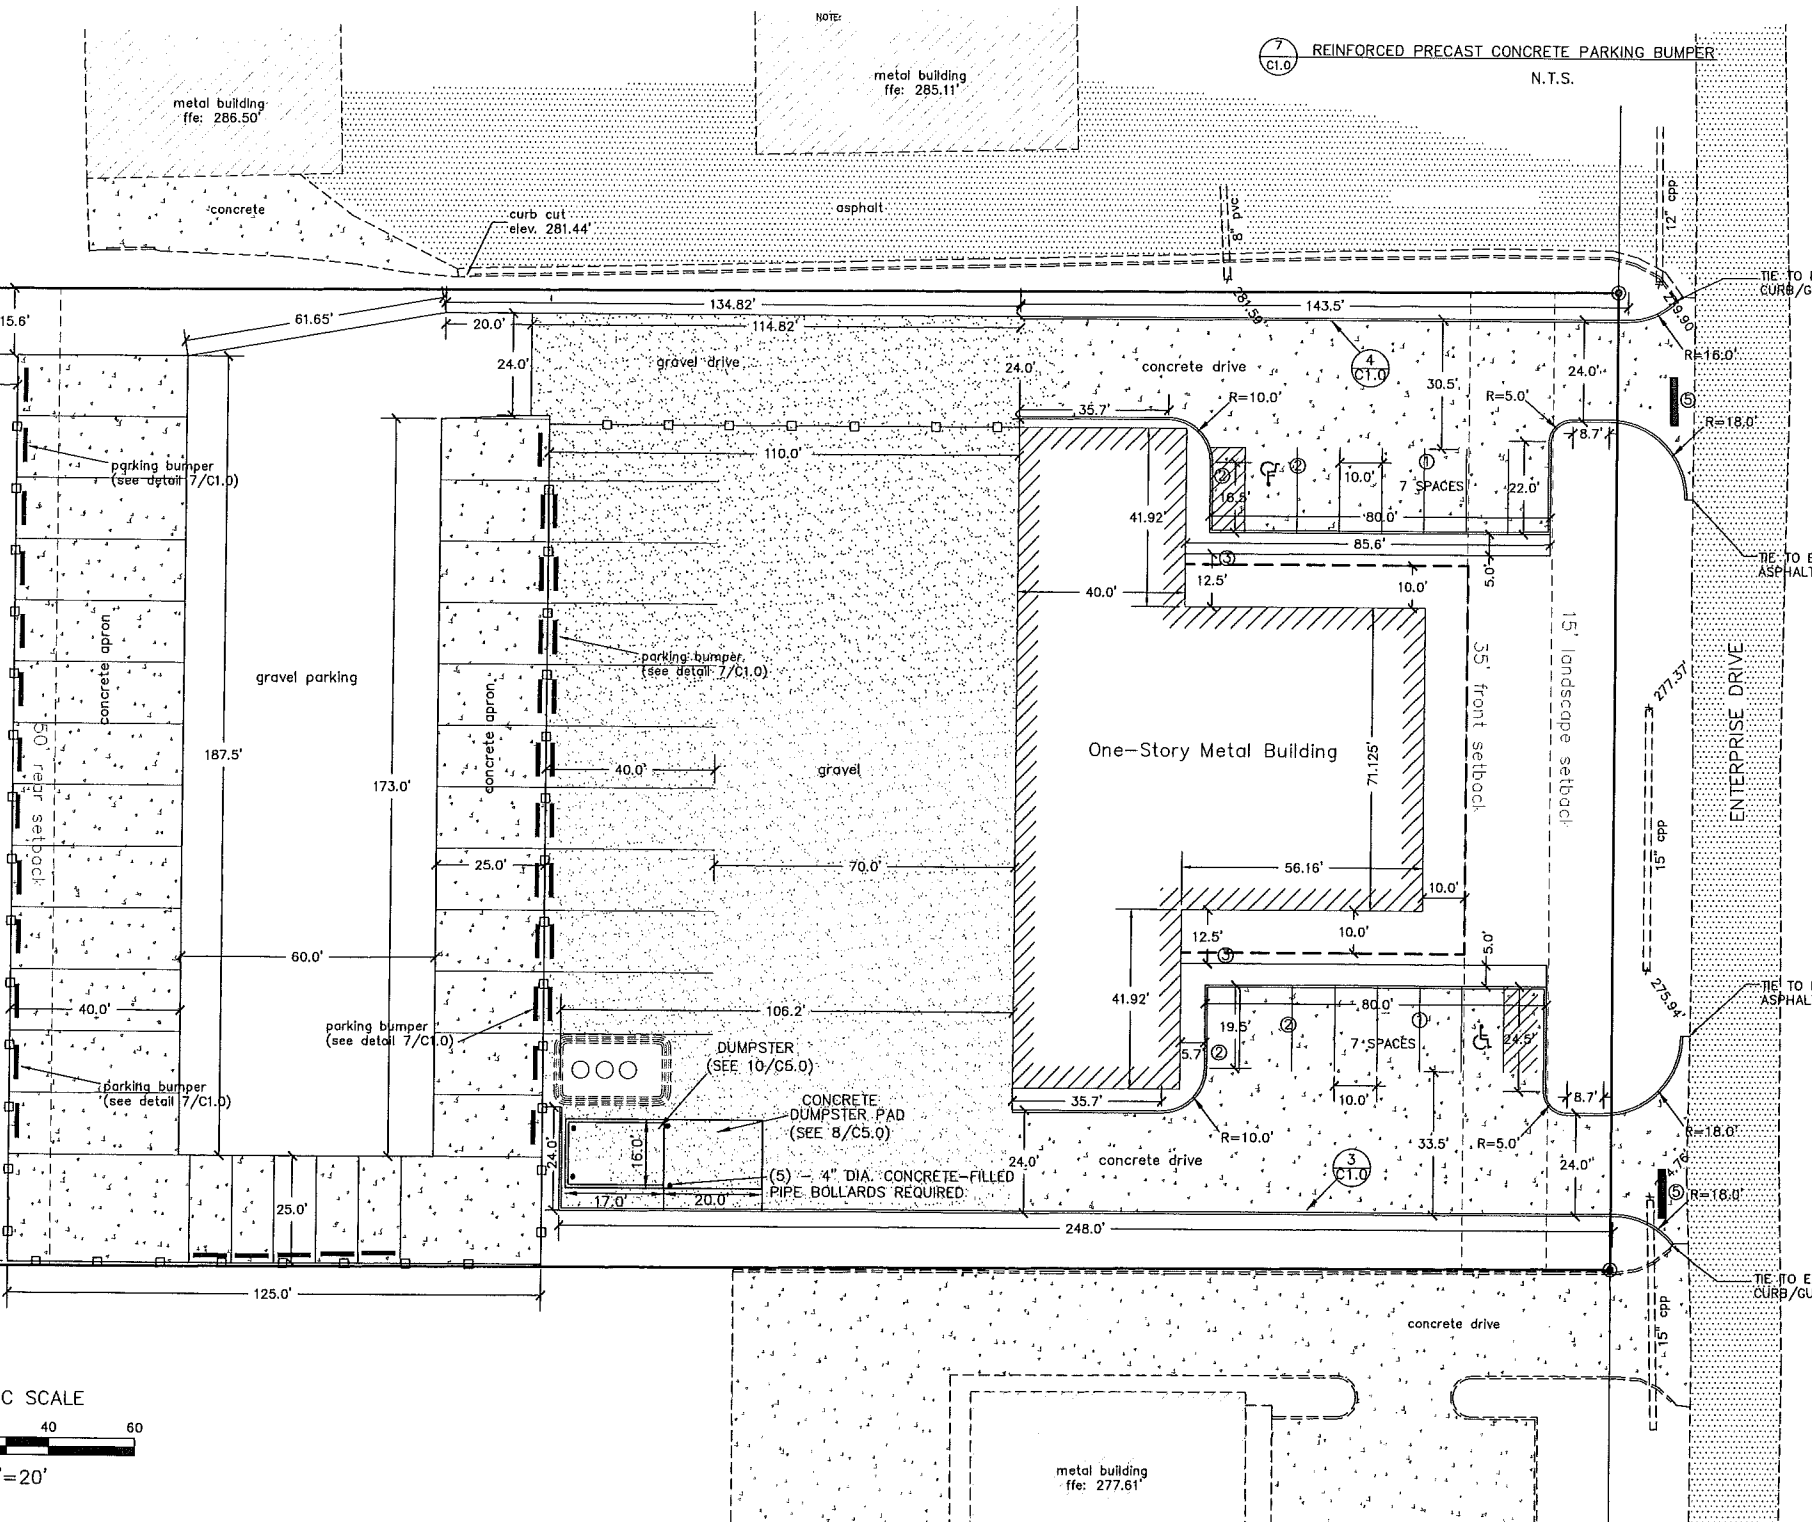 NOTE:
7
C1.0
REINFORCED PRECAST CONCRETE PARKING BUMPER
N.T.S.
metal building
ffe: 286.50'
metal building
ffe: 285.11'
concrete
curb cut
elev. 281.44'
asphalt
8" pvc
12" cpp
TIE TO
CURB/G
15.6'
61.65'
134.82'
143.5'
20.0'
114.82'
281.59'
279.90'
R=16.0'
24.0'
gravel drive
24.0'
concrete drive
4
C1.0
30.5'
24.0'
35.7'
R=10.0'
R=5.0'
5
R=18.0'
8.7'
parking bumper
(see detail 7/C1.0)
110.0'
41.92'
2
2
10.0'
1
7 SPACES
22.0'
16.5'
80.0'
85.6'
TIE TO E
ASPHALT
3
12.5'
10.0'
5.0'
40.0'
concrete apron
gravel parking
parking bumper
(see detail 7/C1.0)
concrete apron
50' rear setback
187.5'
173.0'
40.0'
gravel
One-Story Metal Building
71.125'
35' front setback
15' landscape setback
277.37'
ENTERPRISE DRIVE
15" cpp
25.0'
70.0'
56.16'
10.0'
60.0'
12.5'
10.0'
5.0'
3
275.94'
TIE TO
ASPHAL
40.0'
106.2'
41.92'
80.0'
parking bumper
(see detail 7/C1.0)
DUMPSTER
(SEE 10/C5.0)
19.5'
2
1
7 SPACES
24.5'
5.7'
2
parking bumper
(see detail 7/C1.0)
CONCRETE
DUMPSTER PAD
(SEE 8/C5.0)
35.7'
10.0'
8.7'
R=10.0'
33.5'
R=5.0'
R=18.0'
24.0'
16.0'
24.0'
concrete drive
3
C1.0
24.0'
(5) - 4" DIA. CONCRETE-FILLED
PIPE BOLLARDS REQUIRED
5
R=18.0'
17.0'
20.0'
25.0'
248.0'
125.0'
TIE TO E
CURB/GU
15" cpp
concrete drive
C SCALE
40
60
'=20'
metal building
ffe: 277.61'